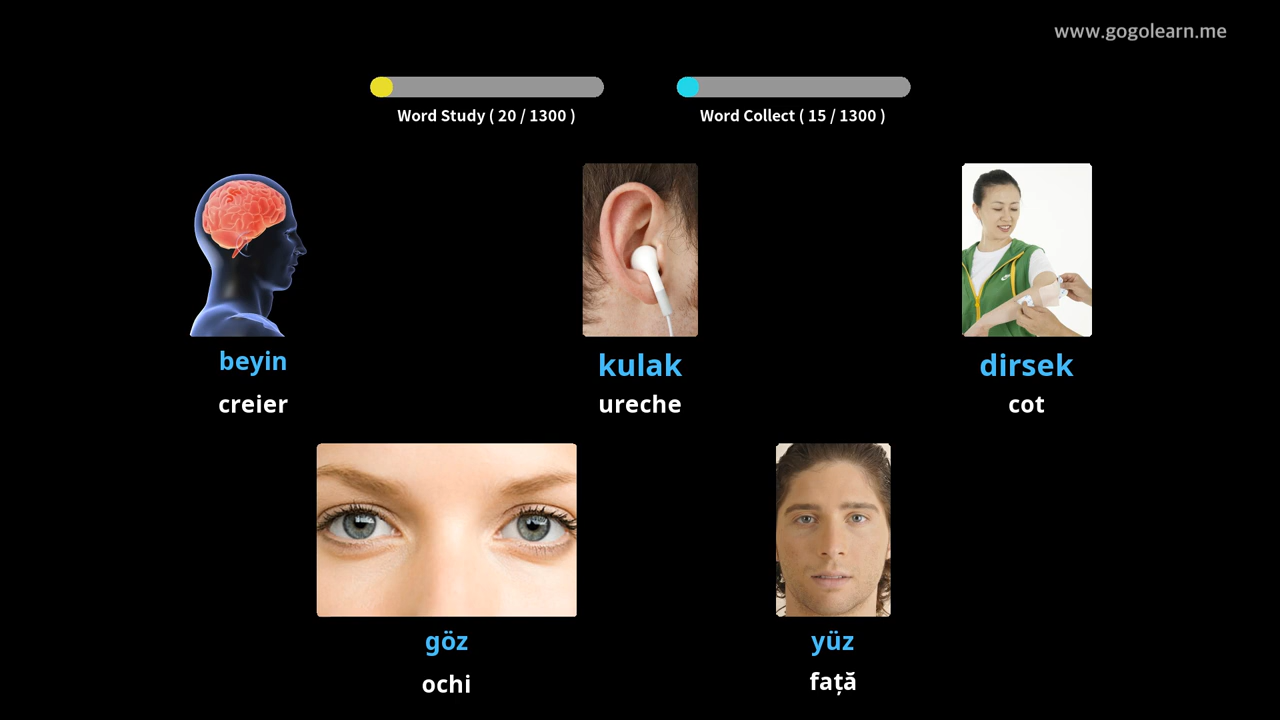 www.gogolearn.me
Word Study ( 20 / 1300 )
Word Collect ( 15 / 1300 )
beyin
creier
kulak
ureche
dirsek
cot
göz
ochi
yüz
față